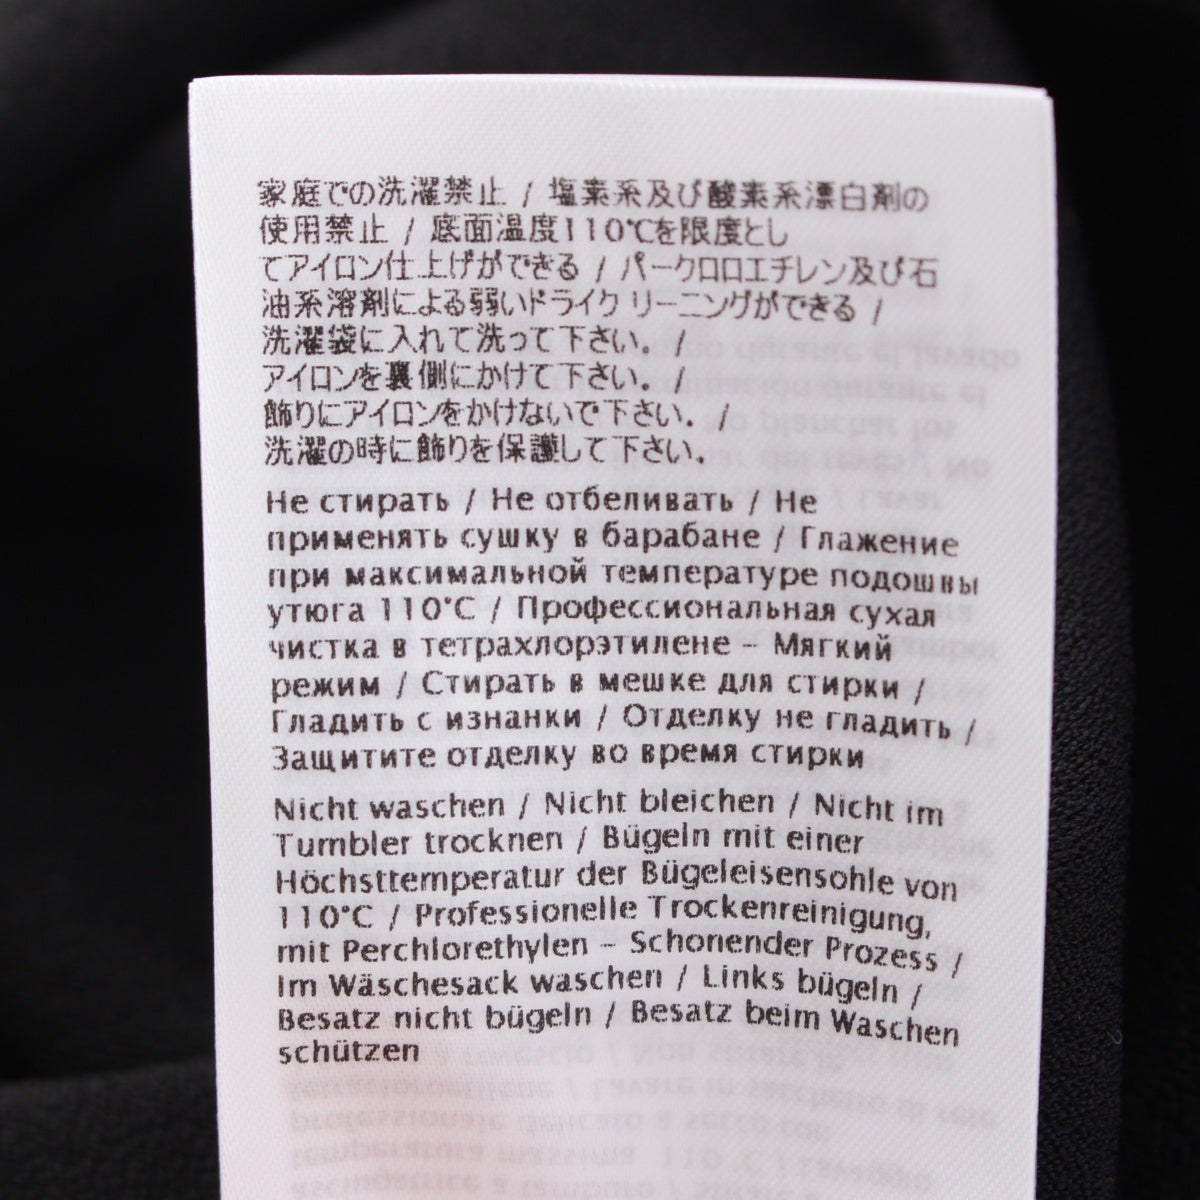 家庭での洗濯禁止 / 塩素系及び酸素系漂白剤の
使用禁止 / 底面温度110℃を限度とし
てアイロン仕上げができる / パークロロエチレン及び石
油系溶剤による弱いドライクリーニングができる /
洗濯袋に入れて洗って下さい。 /
アイロンを裏側にかけて下さい。 /
飾りにアイロンをかけないで下さい。 /
洗濯の時に飾りを保護して下さい。
Не стирать / Не отбеливать / Не
применять сушку в барабане / Глажение
при максимальной температуре подошвы
утюга 110°C / Профессиональная сухая
чистка в тетрахлорэтилене – Мягкий
режим / Стирать в мешке для стирки /
Гладить с изнанки / Отделку не гладить /
Защитите отделку во время стирки
Nicht waschen / Nicht bleichen / Nicht im
Tumbler trocknen / Bügeln mit einer
Höchsttemperatur der Bügeleisensohle von
110°C / Professionelle Trockenreinigung,
mit Perchlorethylen – Schonender Prozess /
Im Wäschesack waschen / Links bügeln /
Besatz nicht bügeln / Besatz beim Waschen
schützen